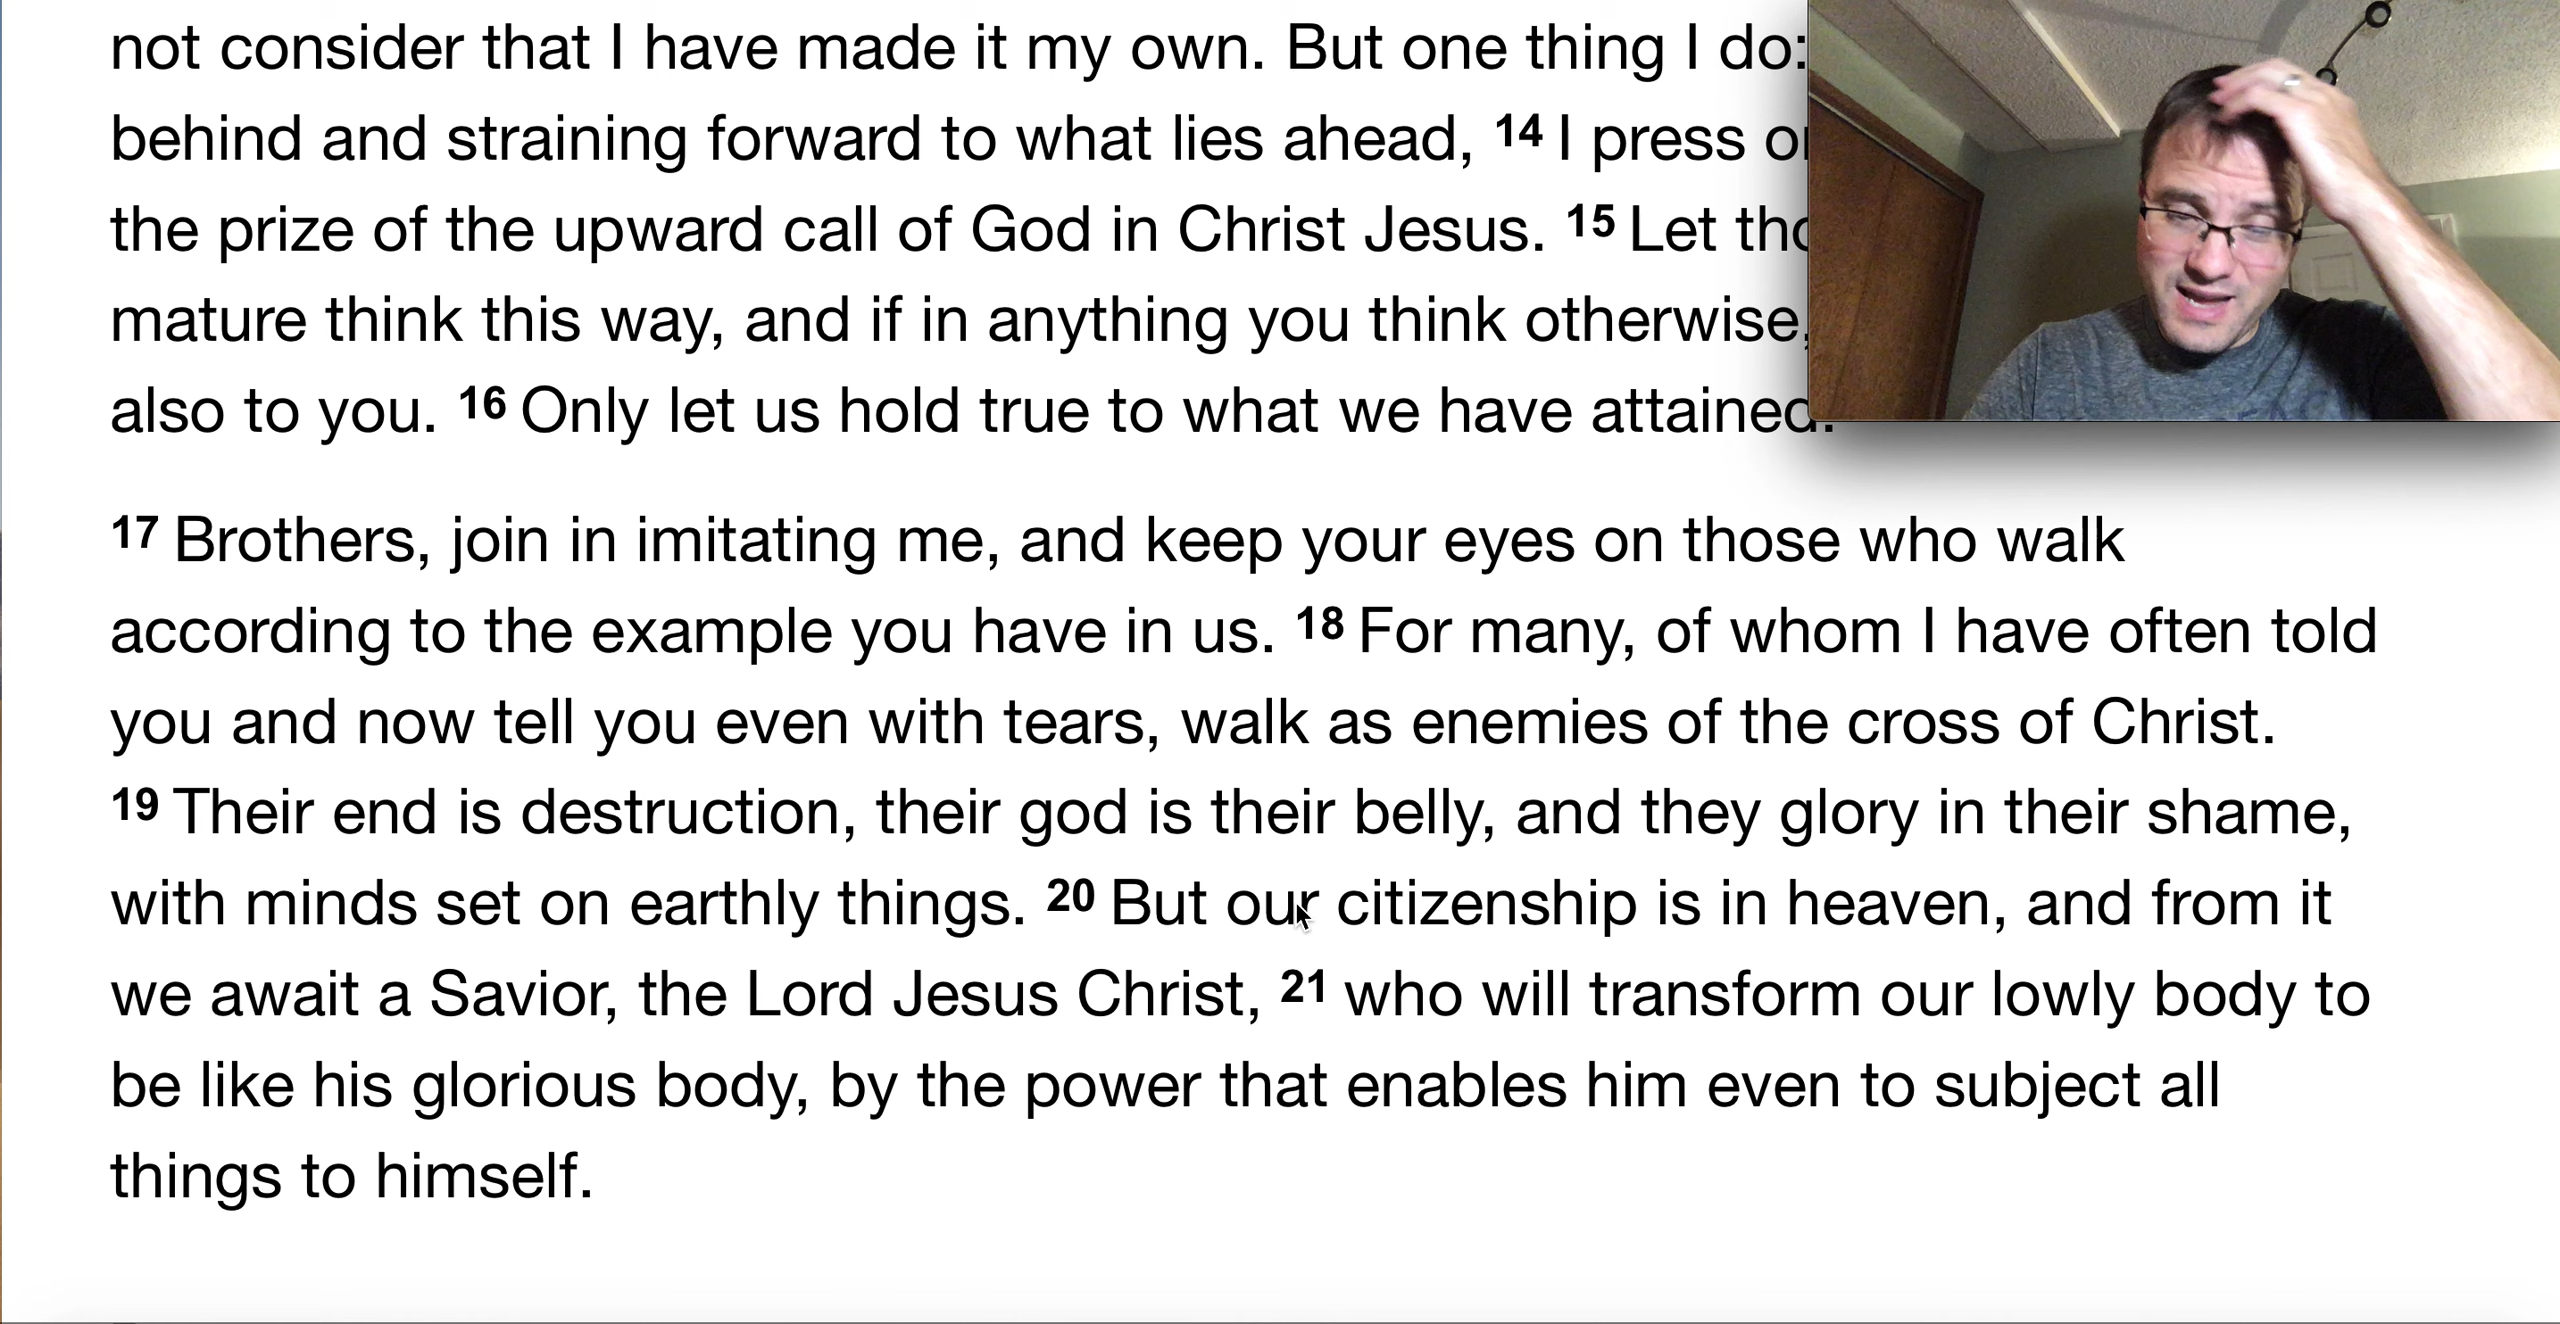 not consider that I have made it my own. But one thing I do:
behind and straining forward to what lies ahead, 14 I press
the prize of the upward call of God in Christ Jesus. 15 Let
mature think this way, and if in anything you think otherwise,
also to you. 16 Only let us hold true to what we have attained.
17 Brothers, join in imitating me, and keep your eyes on those who walk
according to the example you have in us. 18 For many, of whom I have often told
you and now tell you even with tears, walk as enemies of the cross of Christ.
19 Their end is destruction, their god is their belly, and they glory in their shame,
with minds set on earthly things. 20 But our citizenship is in heaven, and from it
we await a Savior, the Lord Jesus Christ, 21 who will transform our lowly body to
be like his glorious body, by the power that enables him even to subject all
things to himself.